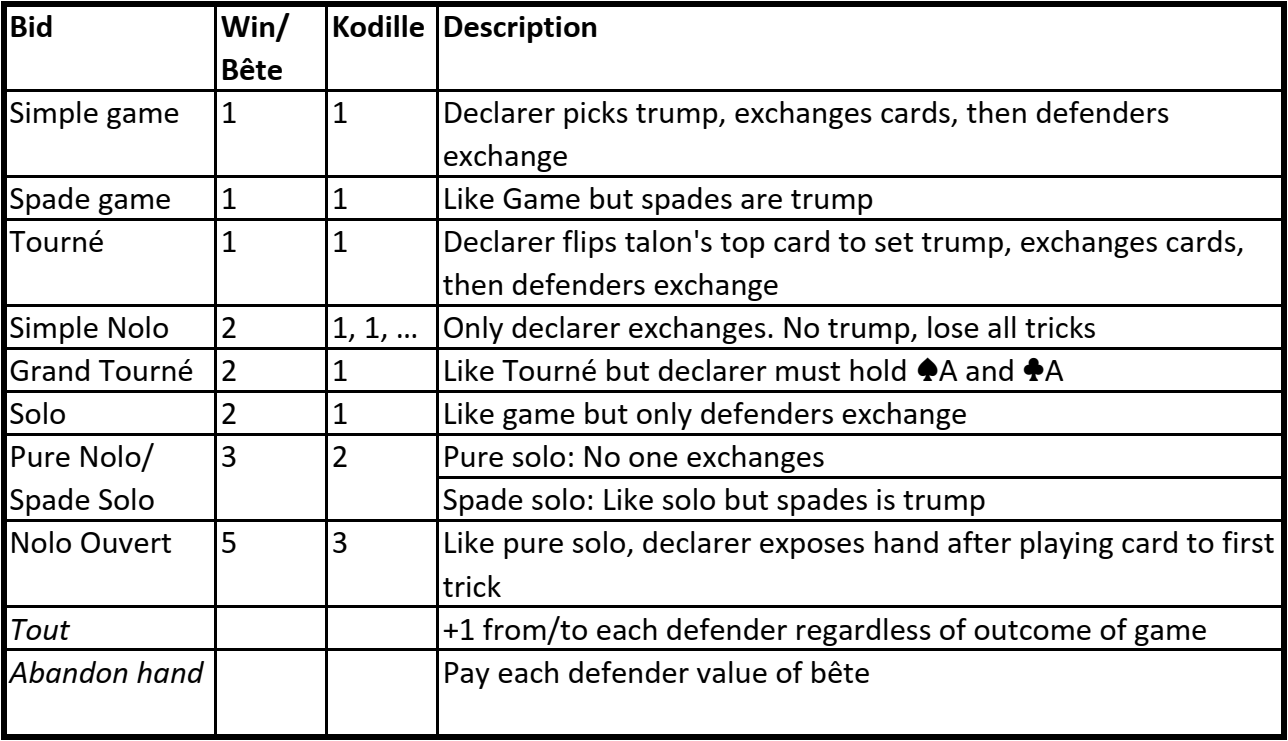 Bid Win/ Kodille Description
Bête
Simple game 1 1 Declarer picks trump, exchanges cards, then defenders
exchange
Spade game 1 1 Like Game but spades are trump
Tourné 1 1 Declarer flips talon's top card to set trump, exchanges cards,
then defenders exchange
Simple Nolo 2 1, 1, ... Only declarer exchanges. No trump, lose all tricks
Grand Tourné 2 1 Like Tourné but declarer must hold ♠A and ♣A
Solo 2 1 Like game but only defenders exchange
Pure Nolo/ 3 2 Pure solo: No one exchanges
Spade Solo Spade solo: Like solo but spades is trump
Nolo Ouvert 5 3 Like pure solo, declarer exposes hand after playing card to first
trick
Tout +1 from/to each defender regardless of outcome of game
Abandon hand Pay each defender value of bête